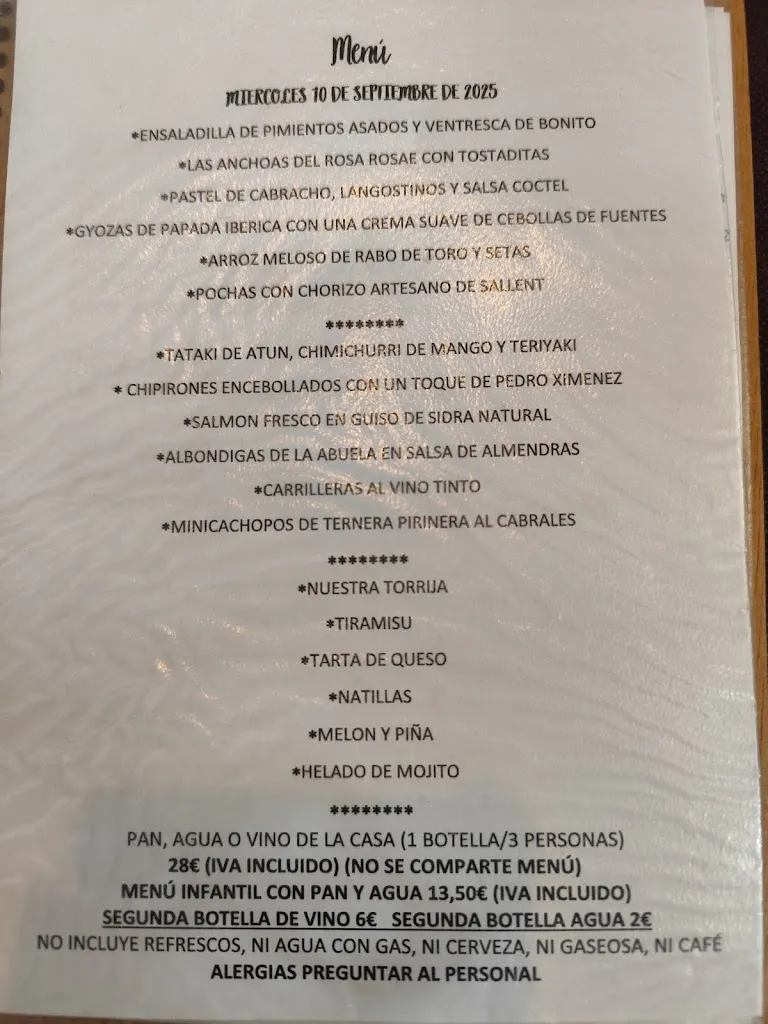 Menú
MIERCOLES 10 DE SEPTIEMBRE DE 2025
*ENSALADILLA DE PIMIENTOS ASADOS Y VENTRESCA DE BONITO
*LAS ANCHOAS DEL ROSA ROSAE CON TOSTADITAS
*PASTEL DE CABRACHO, LANGOSTINOS Y SALSA COCTEL
*GYOZAS DE PAPADA IBERICA CON UNA CREMA SUAVE DE CEBOLLAS DE FUENTES
*ARROZ MELOSO DE RABO DE TORO Y SETAS
*POCHAS CON CHORIZO ARTESANO DE SALLENT
********
*TATAKI DE ATUN, CHIMICHURRI DE MANGO Y TERIYAKI
* CHIPIRONES ENCEBOLLADOS CON UN TOQUE DE PEDRO XIMENEZ
*SALMON FRESCO EN GUISO DE SIDRA NATURAL
*ALBONDIGAS DE LA ABUELA EN SALSA DE ALMENDRAS
*CARRILLERAS AL VINO TINTO
*MINICACHOPOS DE TERNERA PIRINERA AL CABRALES
********
*NUESTRA TORRIJA
*TIRAMISU
*TARTA DE QUESO
*NATILLAS
*MELON Y PIÑA
*HELADO DE MOJITO
********
PAN, AGUA O VINO DE LA CASA (1 BOTELLA/3 PERSONAS)
28€ (IVA INCLUIDO) (NO SE COMPARTE MENÚ)
MENÚ INFANTIL CON PAN Y AGUA 13,50€ (IVA INCLUIDO)
SEGUNDA BOTELLA DE VINO 6€ SEGUNDA BOTELLA AGUA 2€
NO INCLUYE REFRESCOS, NI AGUA CON GAS, NI CERVEZA, NI GASEOSA, NI CAFÉ
ALERGIAS PREGUNTAR AL PERSONAL